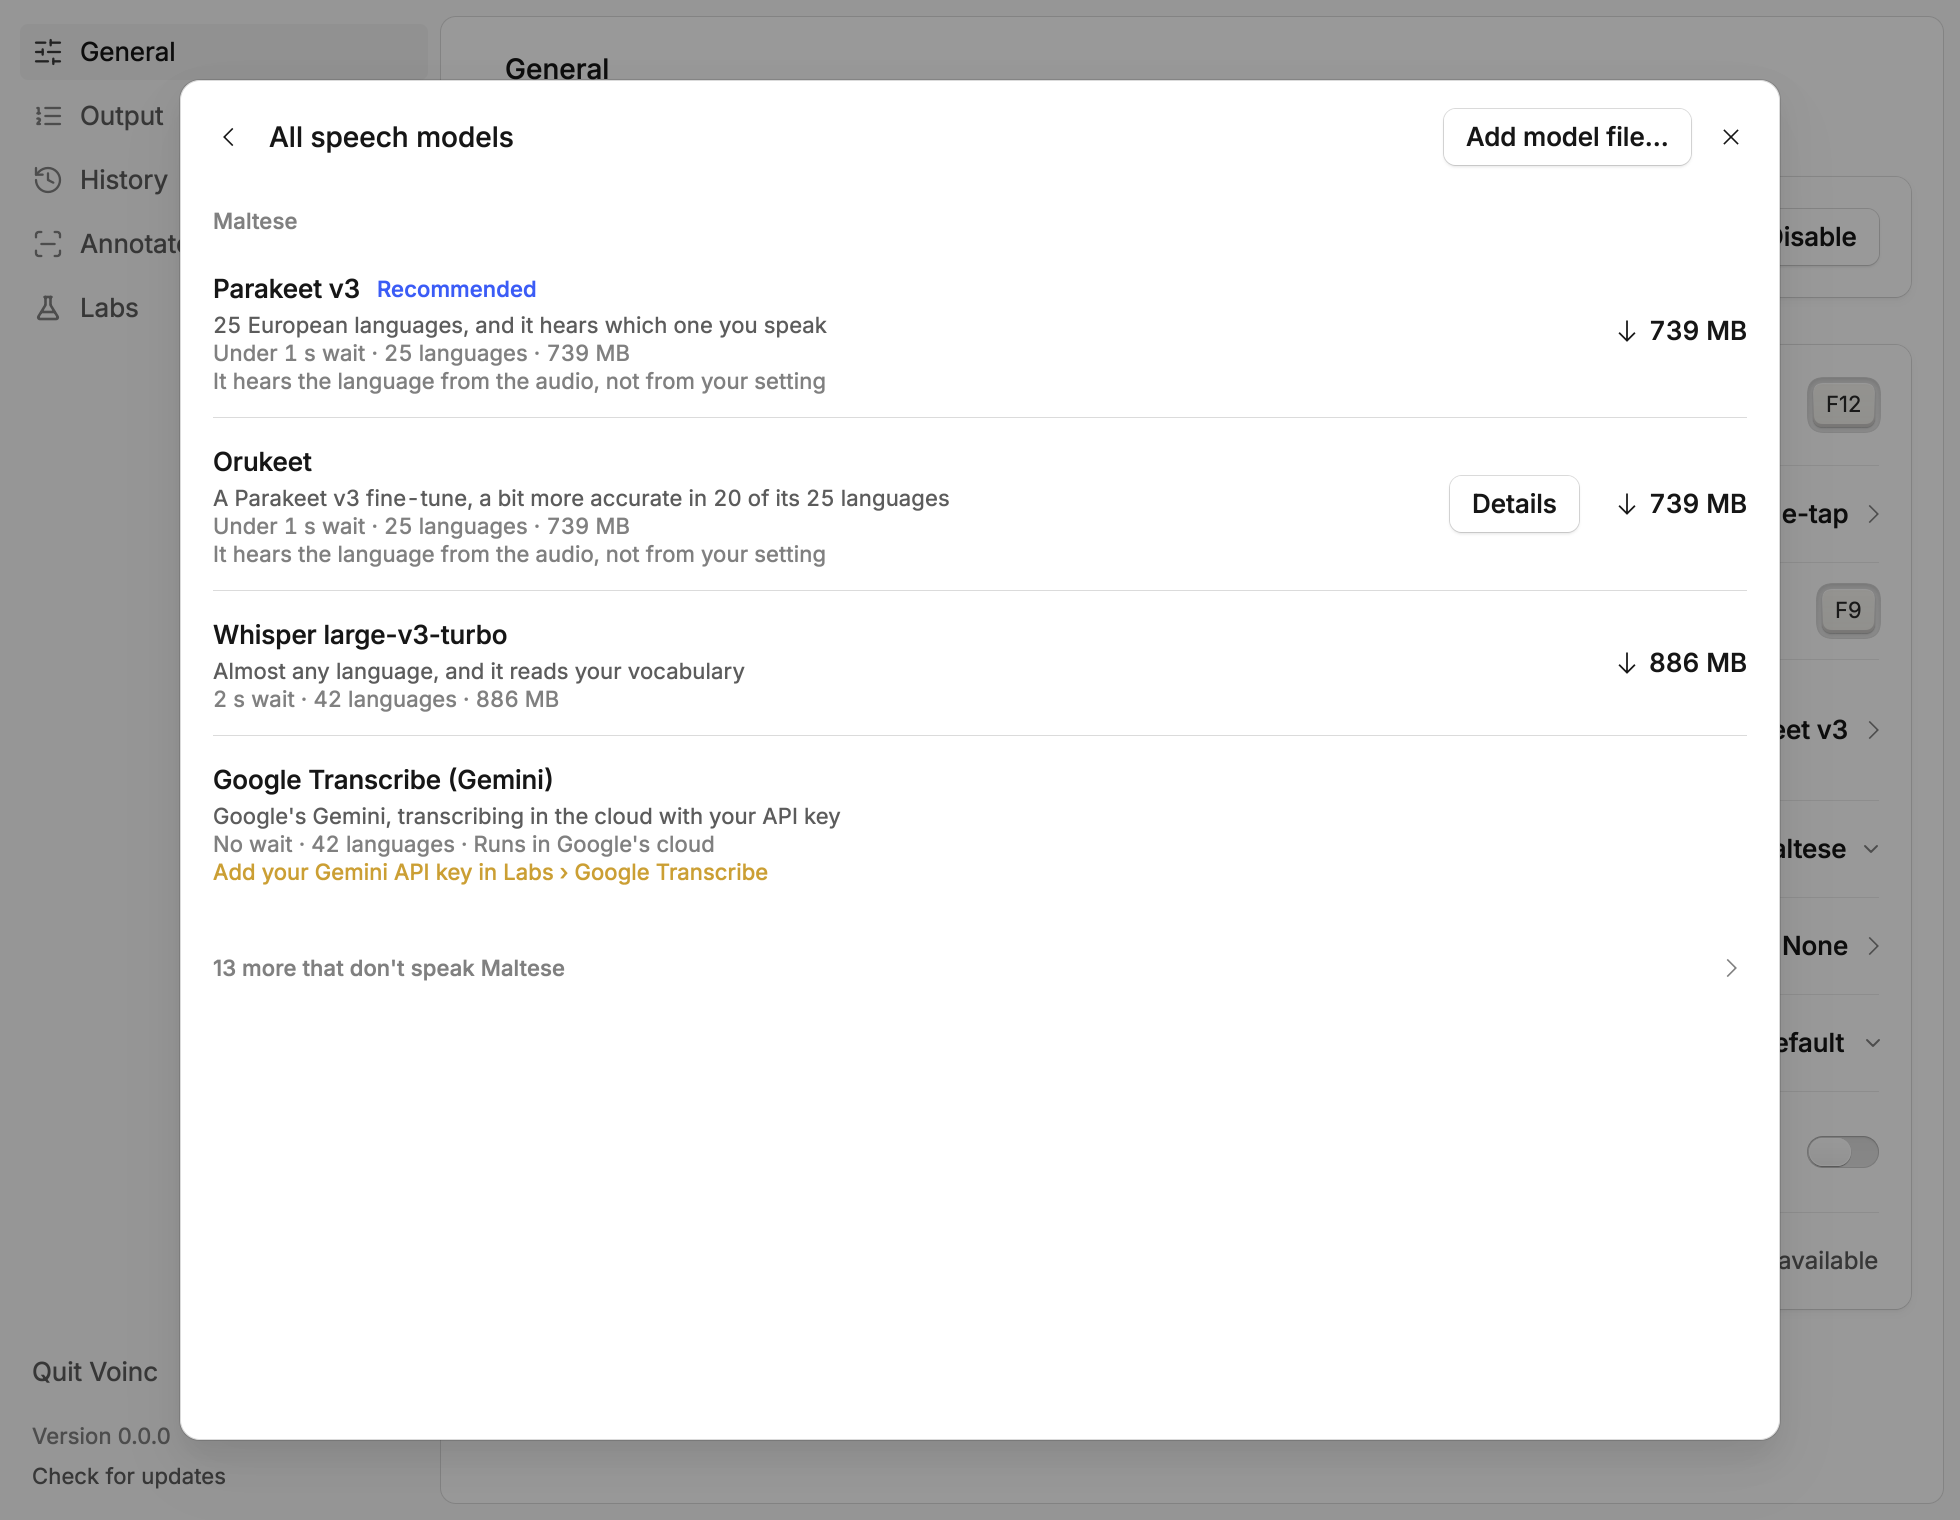 General
Output
History
Annotate
Labs
General
All speech models
Add model file...
Maltese
Parakeet v3 Recommended
25 European languages, and it hears which one you speak
Under 1 s wait · 25 languages · 739 MB
It hears the language from the audio, not from your setting
739 MB
Orukeet
A Parakeet v3 fine-tune, a bit more accurate in 20 of its 25 languages
Under 1 s wait · 25 languages · 739 MB
It hears the language from the audio, not from your setting
Details
739 MB
Whisper large-v3-turbo
Almost any language, and it reads your vocabulary
2 s wait · 42 languages · 886 MB
886 MB
Google Transcribe (Gemini)
Google's Gemini, transcribing in the cloud with your API key
No wait · 42 languages · Runs in Google's cloud
Add your Gemini API key in Labs › Google Transcribe
13 more that don't speak Maltese
isable
F12
e-tap
F9
eet v3
altese
None
efault
available
Quit Voinc
Version 0.0.0
Check for updates